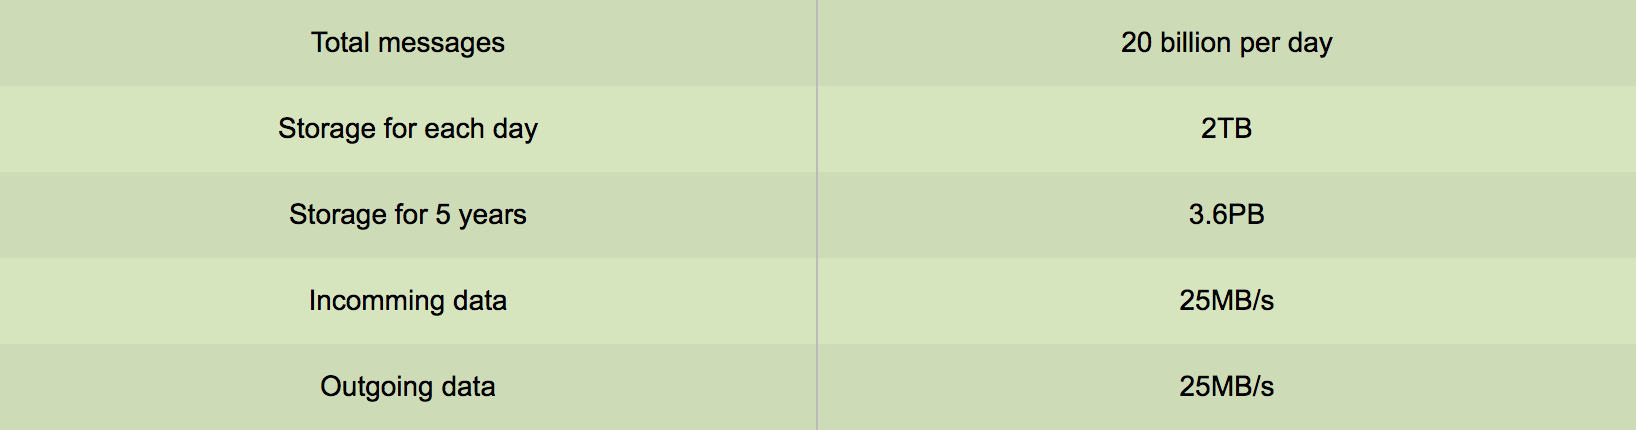 Total messages 20 billion per day
Storage for each day 2TB
Storage for 5 years 3.6PB
Incomming data 25MB/s
Outgoing data 25MB/s